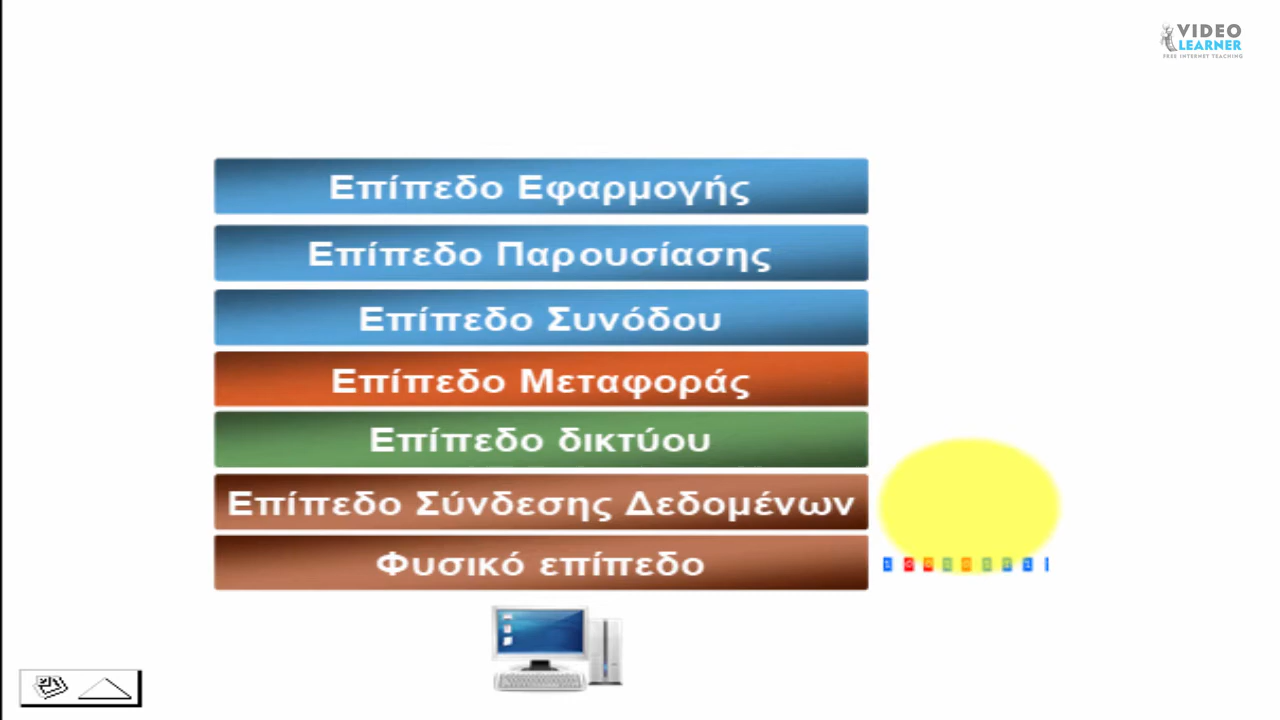 VIDEO
LEARNER
FREE INTERNET TEACHING
Επίπεδο Εφαρμογής
Επίπεδο Παρουσίασης
Επίπεδο Συνόδου
Επίπεδο Μεταφοράς
Επίπεδο δικτύου
Επίπεδο Σύνδεσης Δεδομένων
Φυσικό επίπεδο